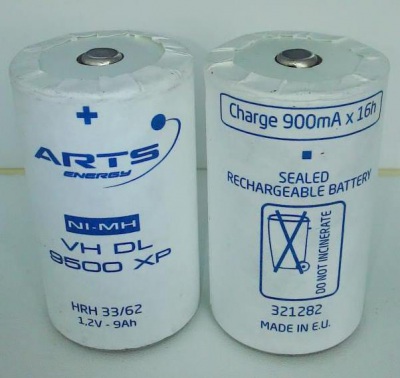 +
ARTS
ENERGY
NI-MH
VH DL
9500 XP
HRH 33/62
1,2V - 9Ah
Charge 900mA x 16h
SEALED
RECHARGEABLE BATTERY
DO NOT INCINERATE
321282
MADE IN E.U.